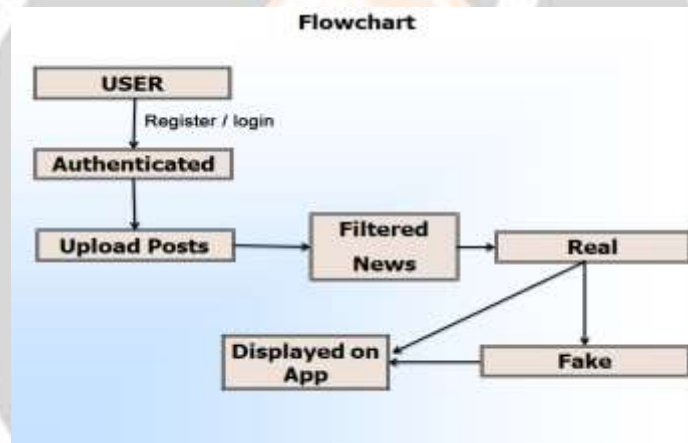 Flowchart
USER
Register / login
Authenticated
Upload Posts
Filtered
News
Real
Displayed on
App
Fake